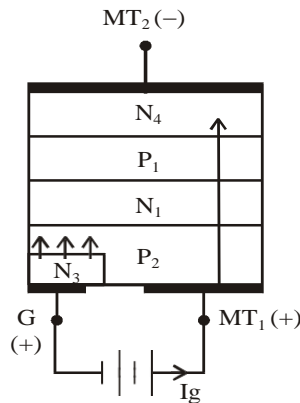 MT₂ (–)
N₄
P₁
N₁
P₂
N₃
G
(+)
MT₁ (+)
Ig